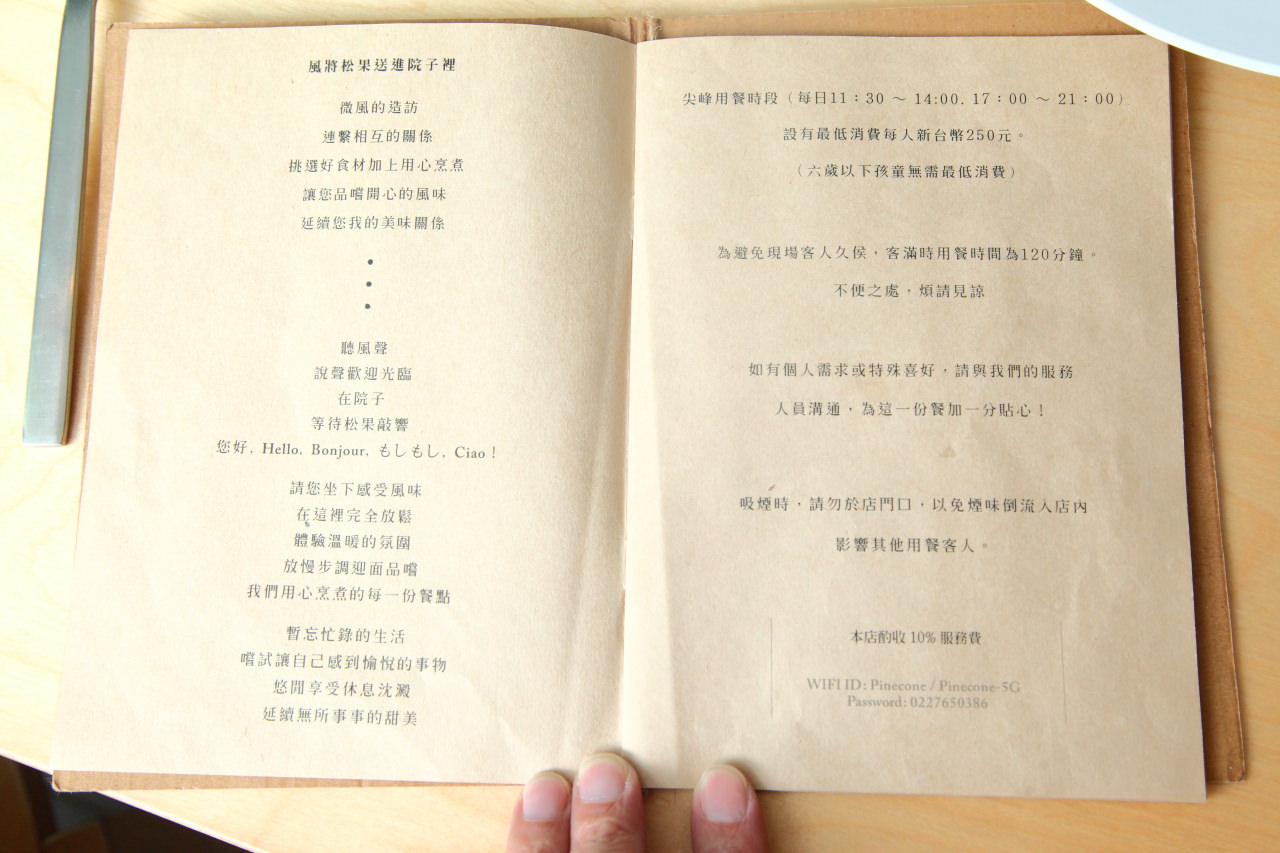 風將松果送進院子裡
微風的造訪
連繫相互的關係
挑選好食材加上用心烹煮
讓您品嚐開心的風味
延續您我的美味關係
聽風聲
說聲歡迎光臨
在院子
等待松果敲響
您好, Hello, Bonjour, もしもし, Ciao !
請您坐下感受風味
在這裡完全放鬆
體驗溫暖的氛圍
放慢步調迎面品嚐
我們用心烹煮的每一份餐點
暫忘忙錄的生活
嚐試讓自己感到愉悅的事物
悠閒享受休息沈澱
延續無所事事的甜美
尖峰用餐時段（每日11：30 ～ 14:00. 17：00 ～ 21：00）
設有最低消費每人新台幣250元。
（六歲以下孩童無需最低消費）
為避免現場客人久侯，客滿時用餐時間為120分鐘。
不便之處，煩請見諒
如有個人需求或特殊喜好，請與我們的服務
人員溝通，為這一份餐加一分貼心！
吸煙時，請勿於店門口，以免煙味倒流入店內
影響其他用餐客人。
本店酌收 10% 服務費
WIFI ID: Pinecone / Pinecone-5G
Password: 0227650386